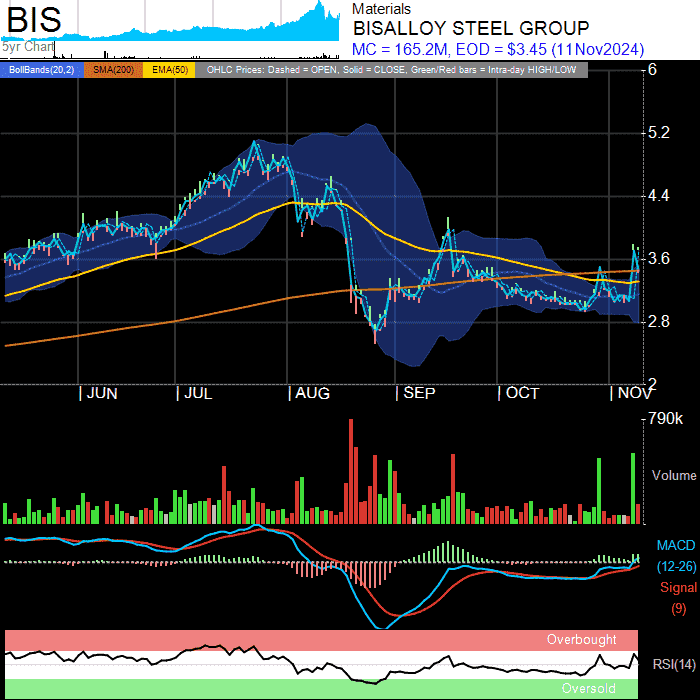 BIS
5yr Chart
Materials
BISALLOY STEEL GROUP
MC = 165.2M, EOD = $3.45 (11Nov2024)
BollBands(20,2) SMA(200) EMA(50) OHLC Prices: Dashed = OPEN, Solid = CLOSE, Green/Red bars = Intra-day HIGH/LOW
6
5.2
4.4
3.6
2.8
2
| JUN | JUL | AUG | SEP | OCT | NOV
790k
Volume
MACD
(12-26)
Signal
(9)
Overbought
RSI(14)
Oversold